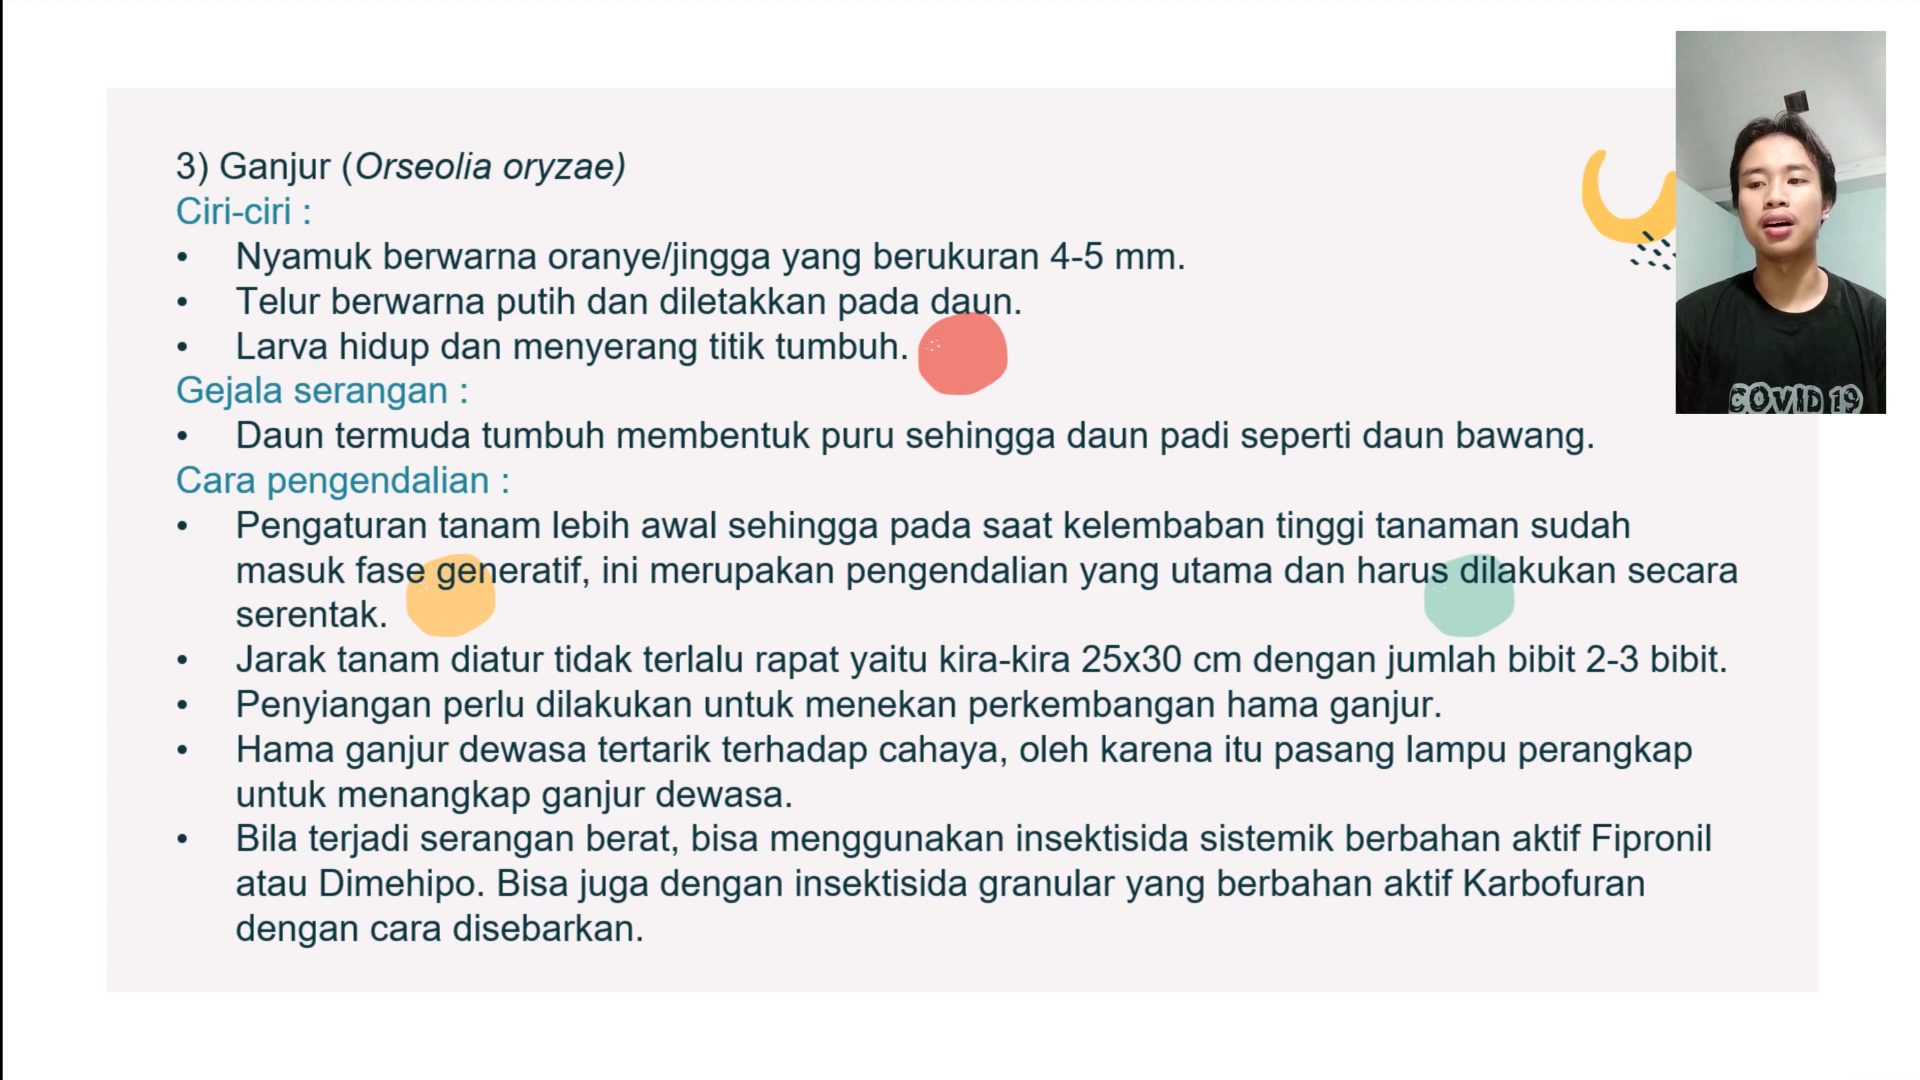 3) Ganjur (Orseolia oryzae)
Ciri-ciri :
• Nyamuk berwarna oranye/jingga yang berukuran 4-5 mm.
• Telur berwarna putih dan diletakkan pada daun.
• Larva hidup dan menyerang titik tumbuh.
Gejala serangan :
• Daun termuda tumbuh membentuk puru sehingga daun padi seperti daun bawang.
Cara pengendalian :
• Pengaturan tanam lebih awal sehingga pada saat kelembaban tinggi tanaman sudah
masuk fase generatif, ini merupakan pengendalian yang utama dan harus dilakukan secara
serentak.
• Jarak tanam diatur tidak terlalu rapat yaitu kira-kira 25x30 cm dengan jumlah bibit 2-3 bibit.
• Penyiangan perlu dilakukan untuk menekan perkembangan hama ganjur.
• Hama ganjur dewasa tertarik terhadap cahaya, oleh karena itu pasang lampu perangkap
untuk menangkap ganjur dewasa.
• Bila terjadi serangan berat, bisa menggunakan insektisida sistemik berbahan aktif Fipronil
atau Dimehipo. Bisa juga dengan insektisida granular yang berbahan aktif Karbofuran
dengan cara disebarkan.
COVID 19